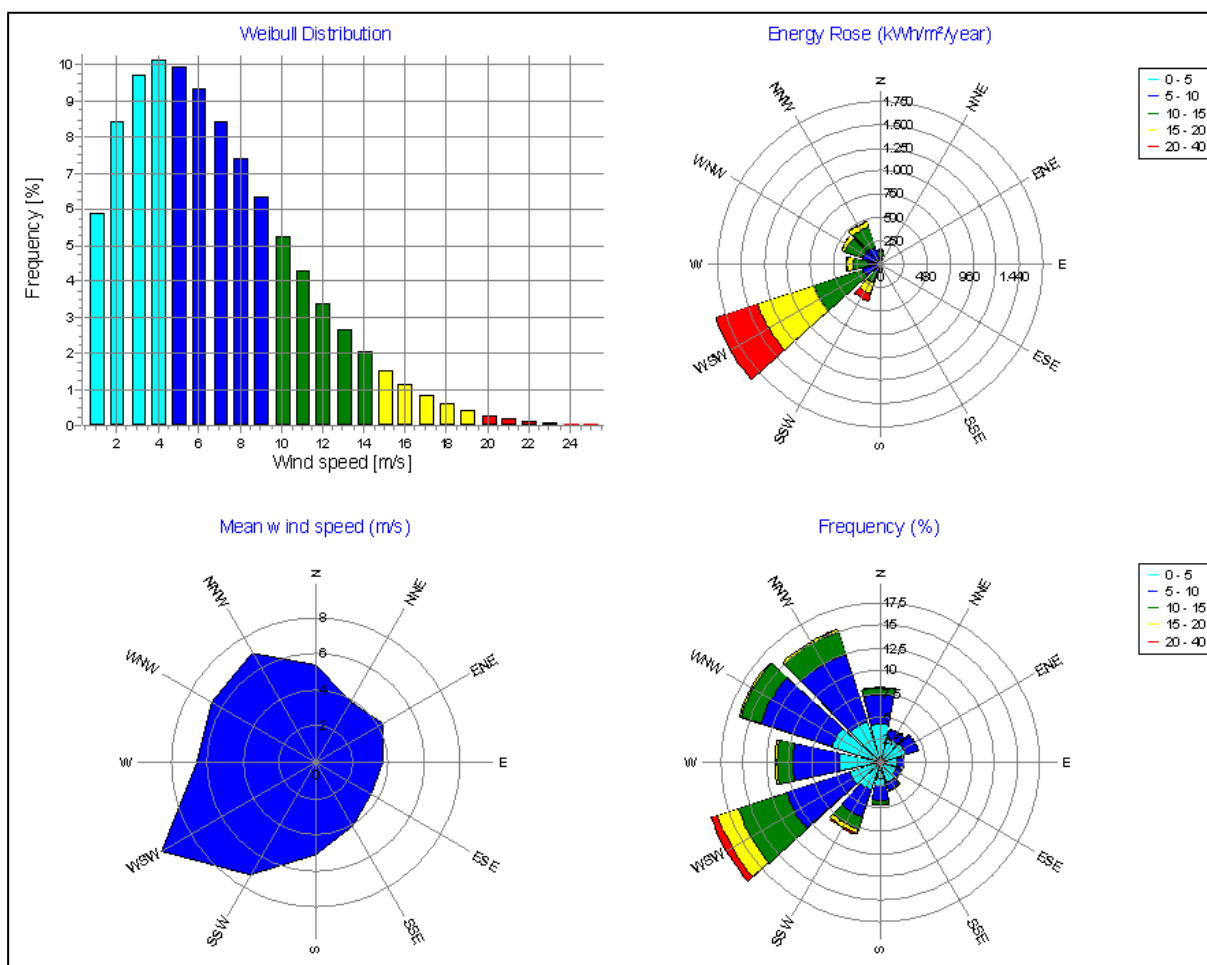 Weibull Distribution
10
9
8
7
6
5
4
3
2
1
0
Frequency [%]
2 4 6 8 10 12 14 16 18 20 22 24
Wind speed [m/s]
Energy Rose (kWh/m²/year)
0 - 5
5 - 10
10 - 15
15 - 20
20 - 40
N
NNW NNE
1.750
1.500
1.250
WNW ENE
1.000
750
500
250
W E
0 480 960 1.440
WSW ESE
SSW SSE
S
Mean wind speed (m/s)
N
NNW NNE
8
WNW ENE
6
4
2
W E
0
WSW ESE
SSW SSE
S
Frequency (%)
0 - 5
5 - 10
10 - 15
15 - 20
20 - 40
N
NNW NNE
17,5
15
WNW ENE
12,5
10
W E
WSW ESE
SSW SSE
S